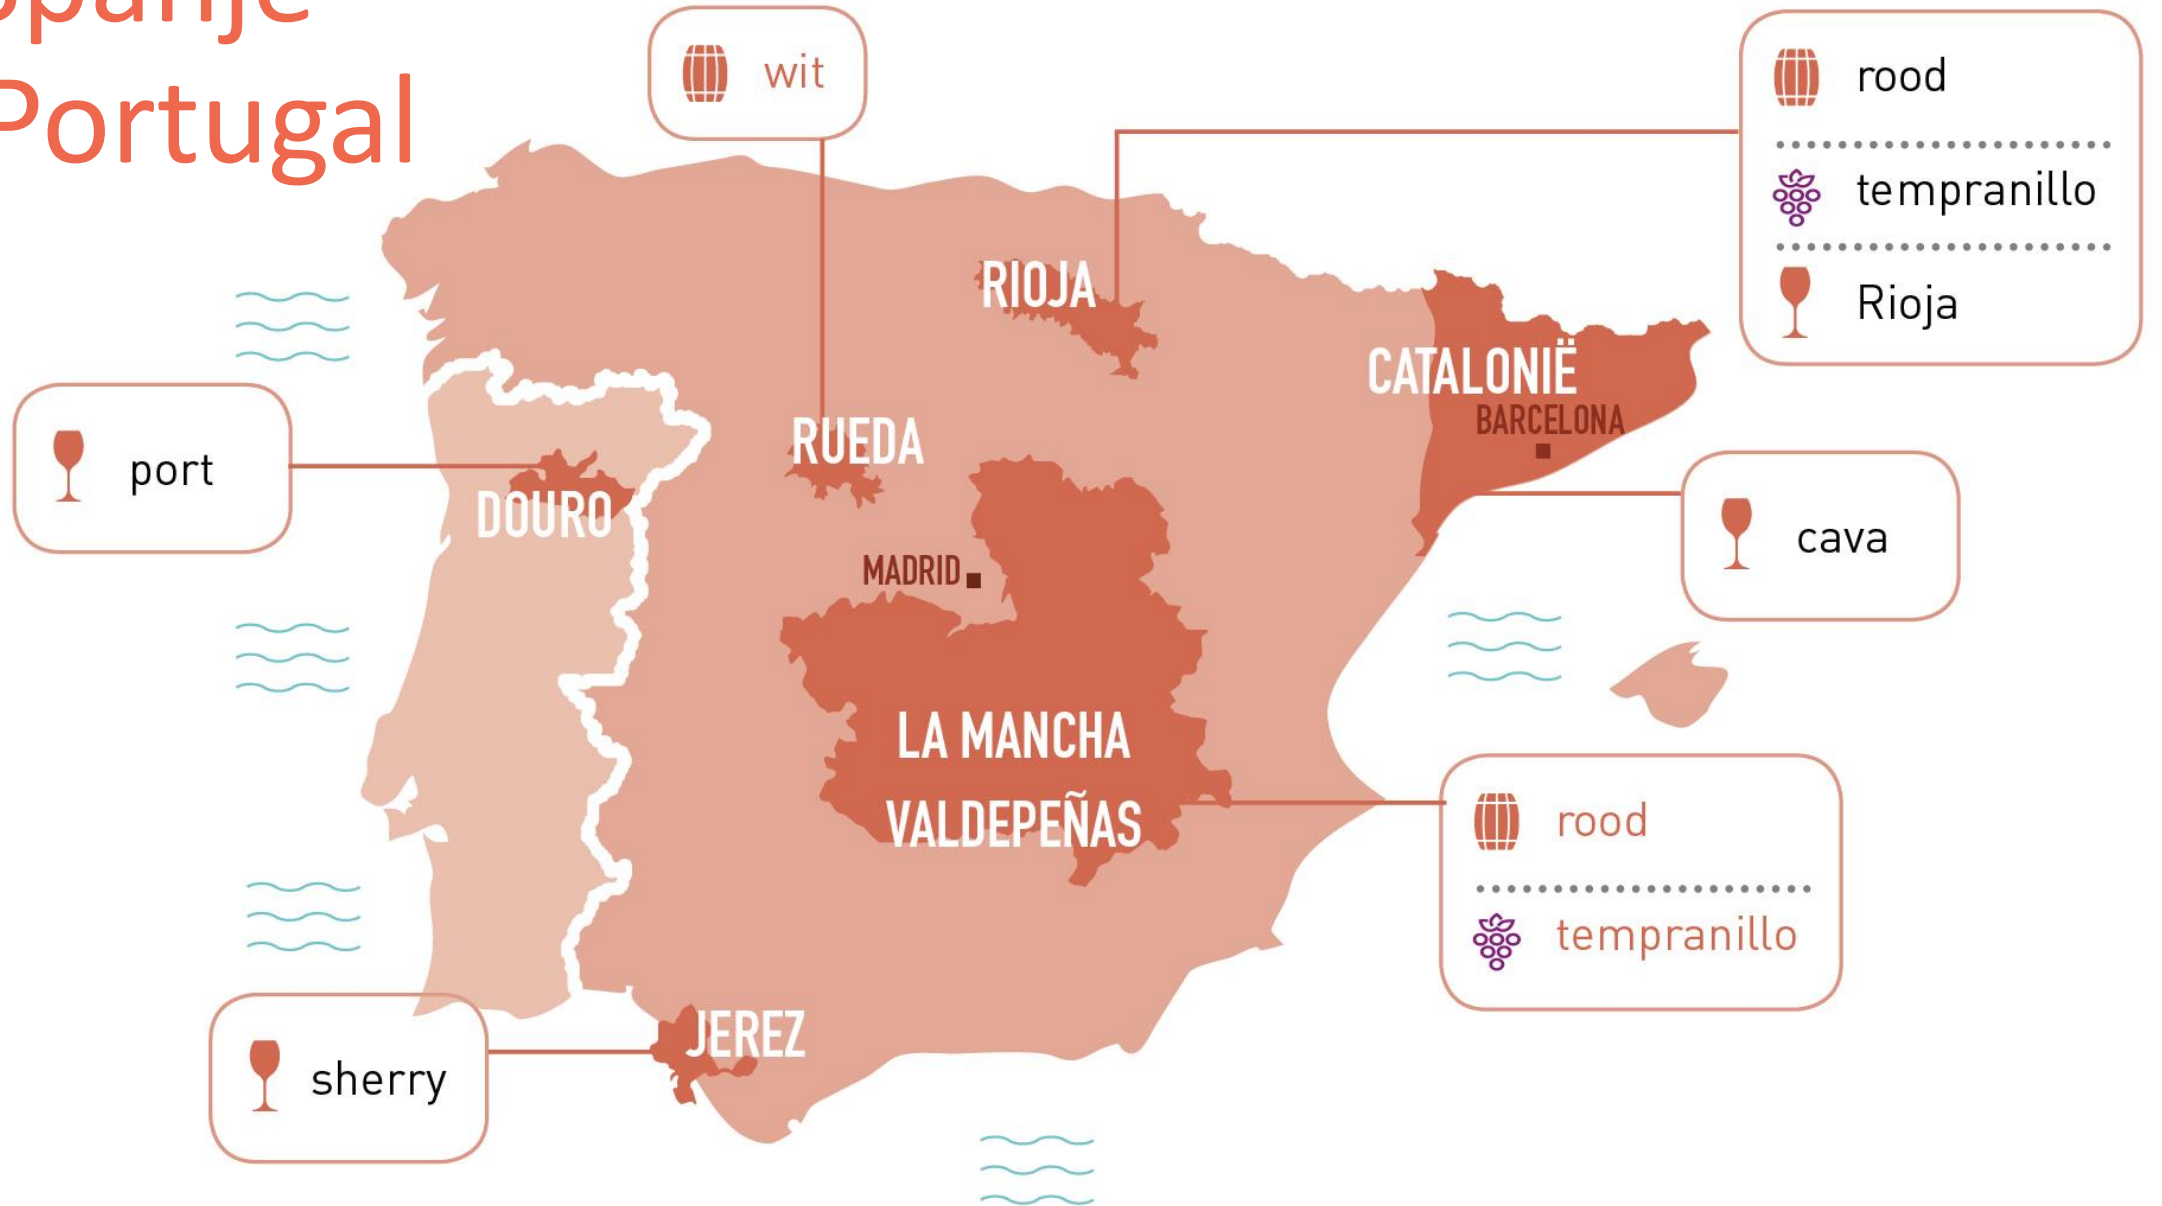 Spanje
Portugal
wit
rood
tempranillo
Rioja
RIOJA
CATALONIË
BARCELONA
port
RUEDA
DOURO
cava
MADRID
LA MANCHA
VALDEPEÑAS
rood
tempranillo
JEREZ
sherry